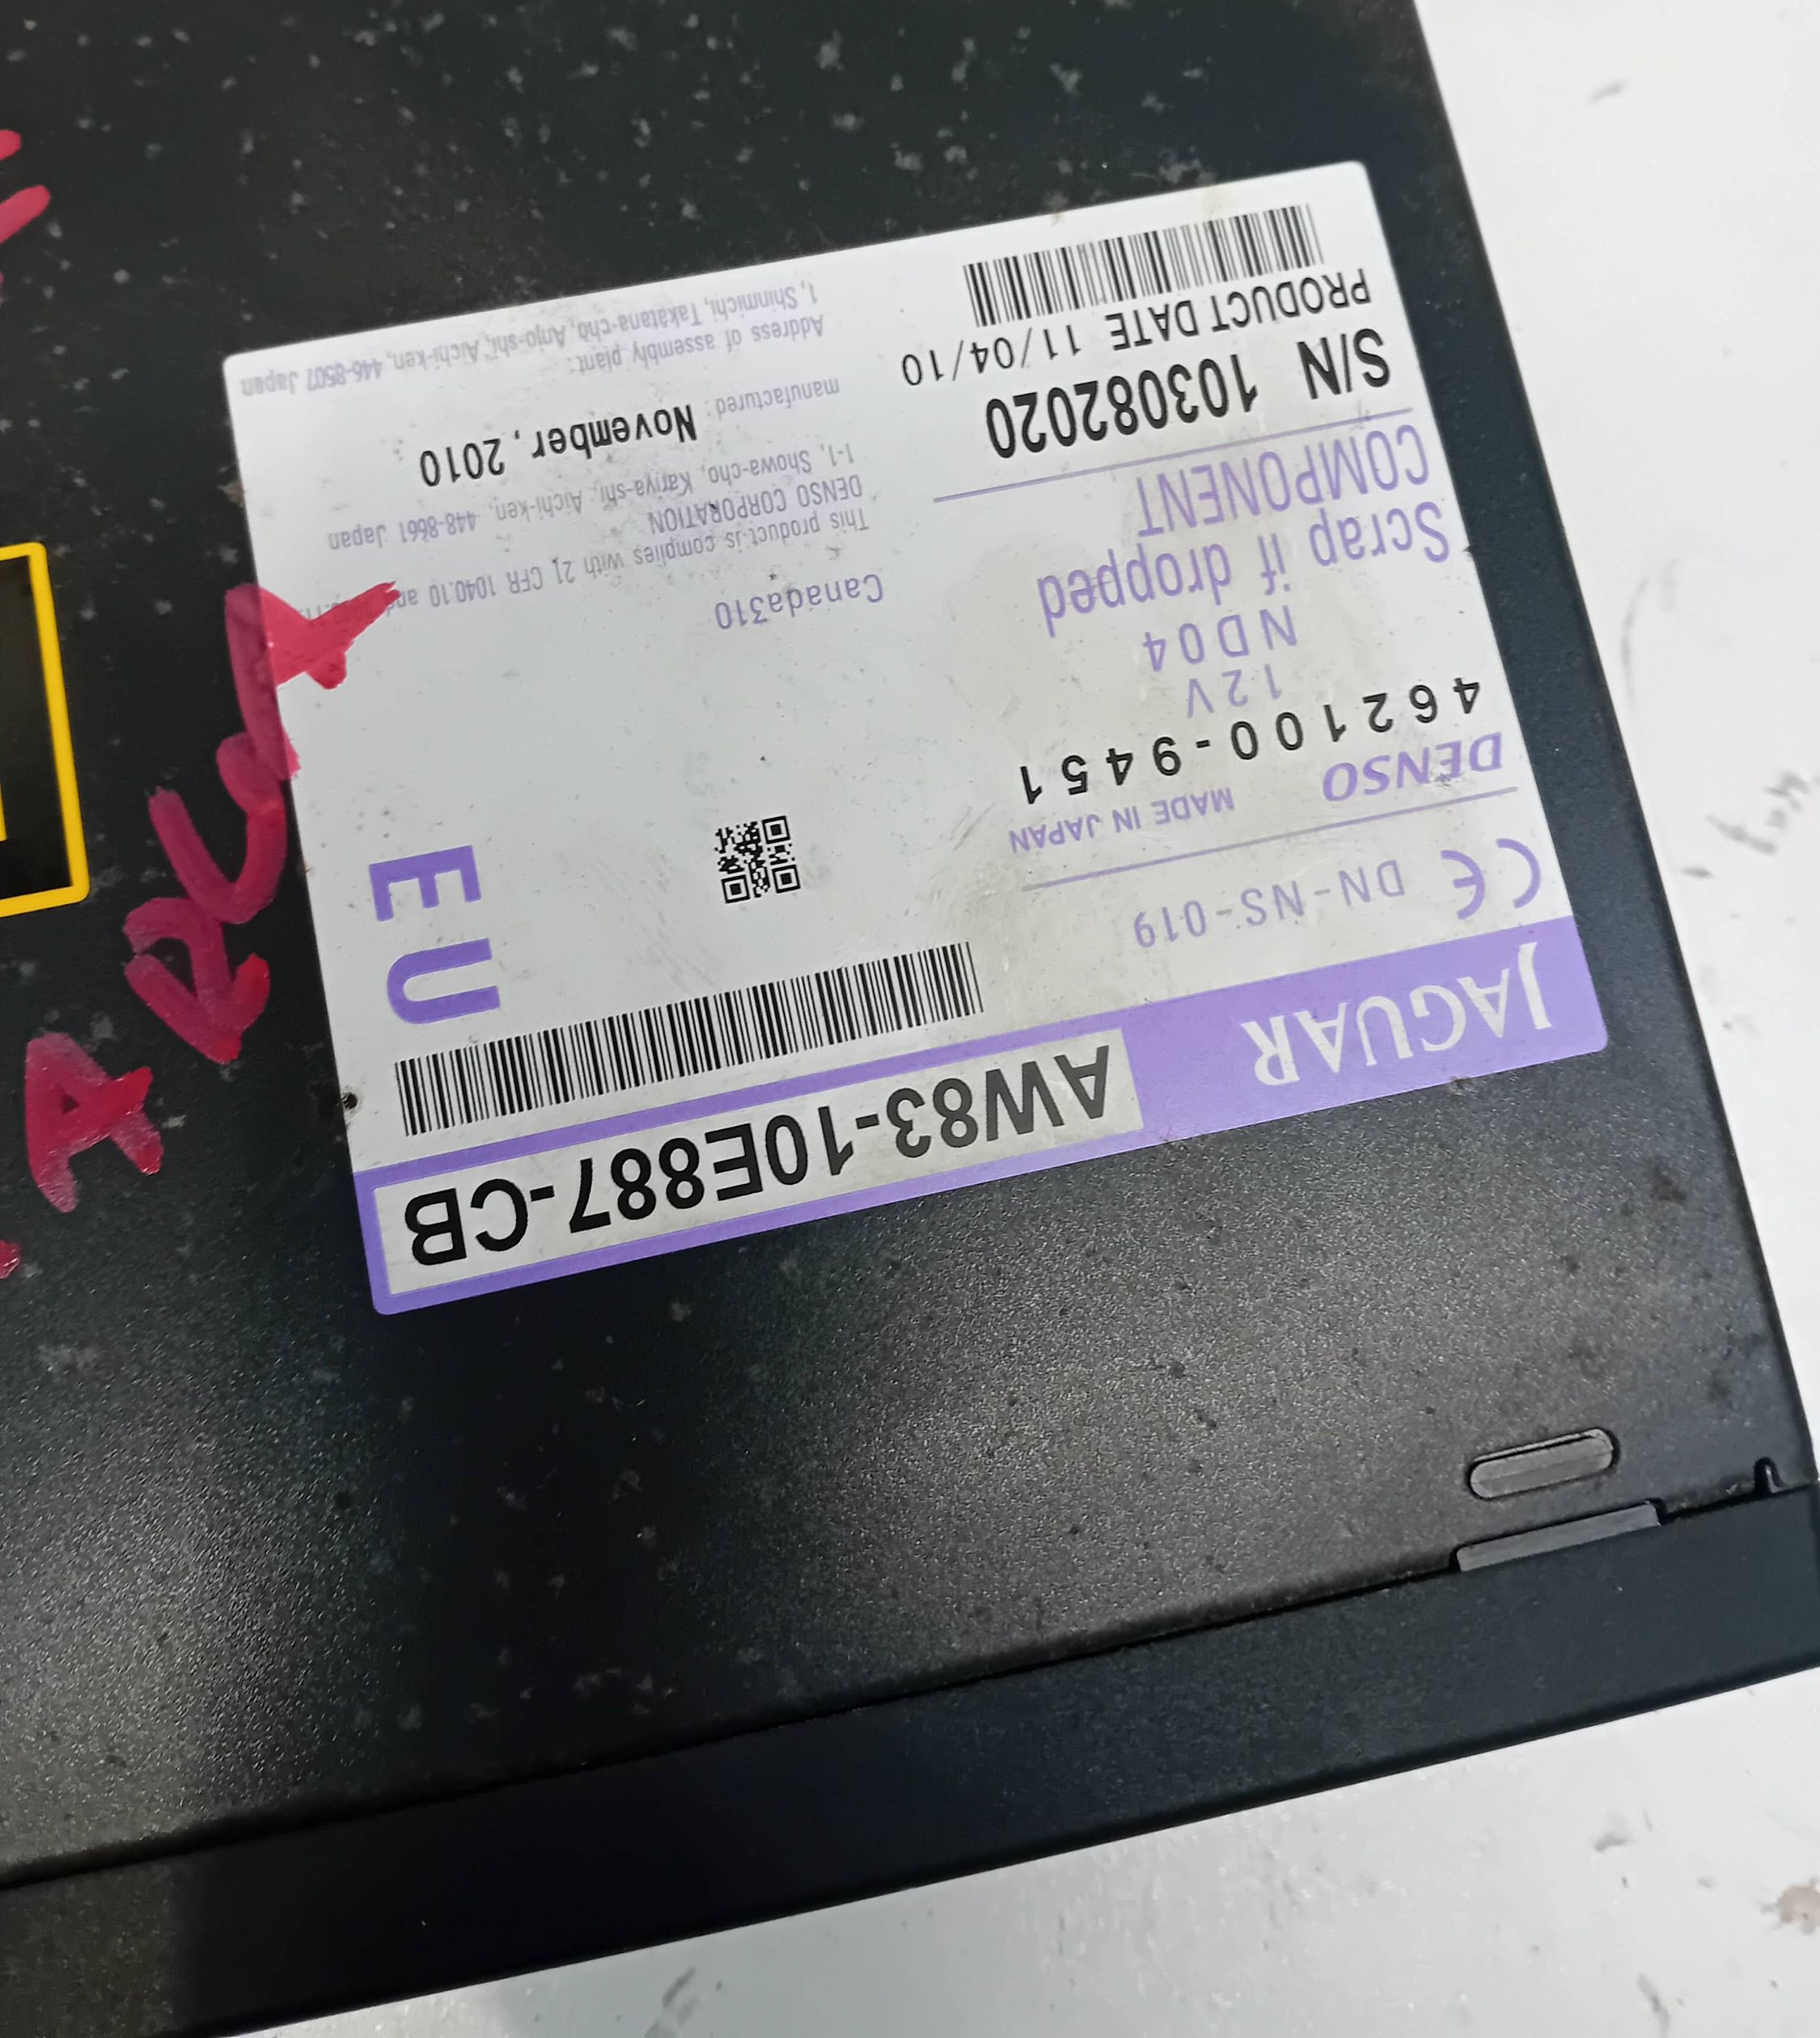 JAGUAR
AW83-10E887-CB
CE DN-NS-019
EU
DENSO MADE IN JAPAN
462100-9451
12V
ND04
Scrap if dropped
COMPONENT
S/N 103082020
PRODUCT DATE 11/04/10
Canada310
This product is complies with 21 CFR 1040.10 and
DENSO CORPORATION
1-1, Showa-cho, Kariya-shi, Aichi-ken, 448-8661 Japan
manufactured: November, 2010
Address of assembly plant:
1, Shinmichi, Takatana-cho, Anjo-shi, Aichi-ken, 446-8507 Japan